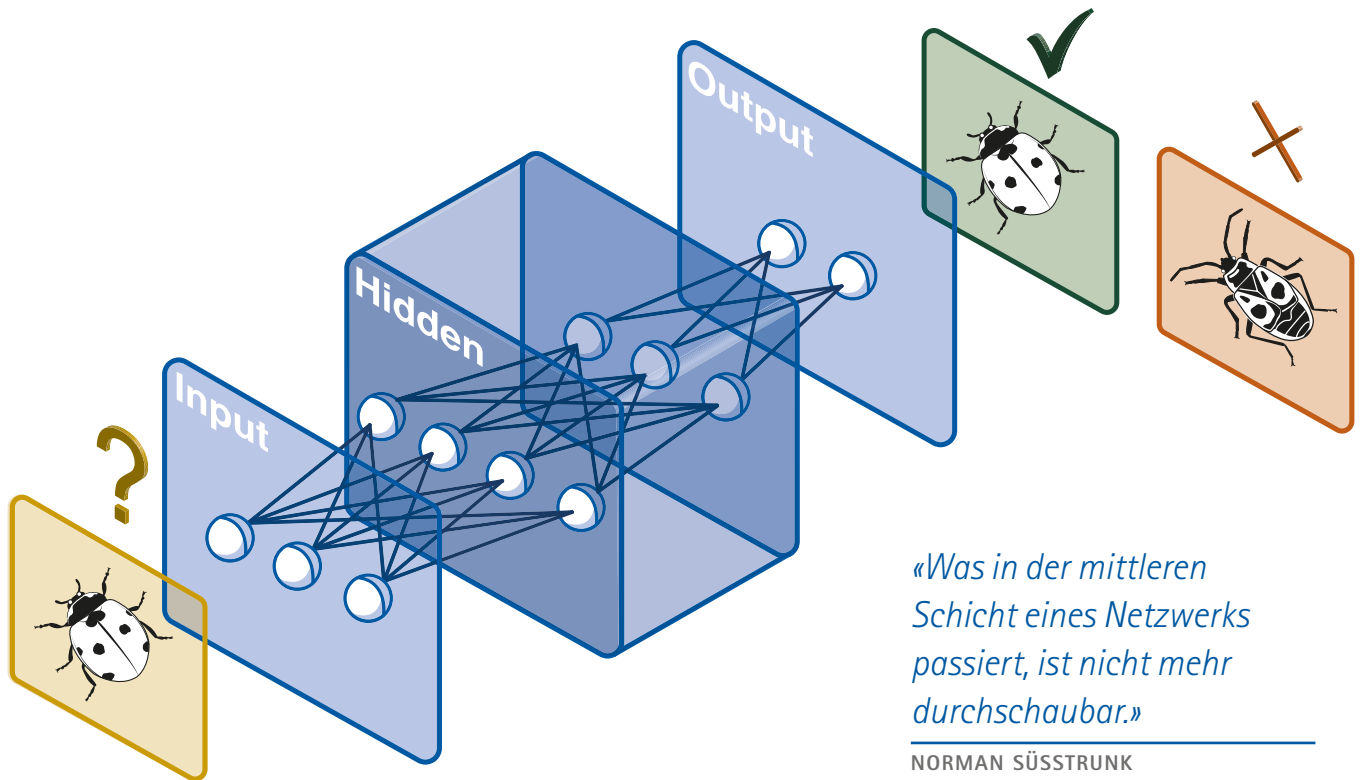 Output
Hidden
Input
?
«Was in der mittleren
Schicht eines Netzwerks
passiert, ist nicht mehr
durchschaubar.»
NORMAN SÜSSTRUNK